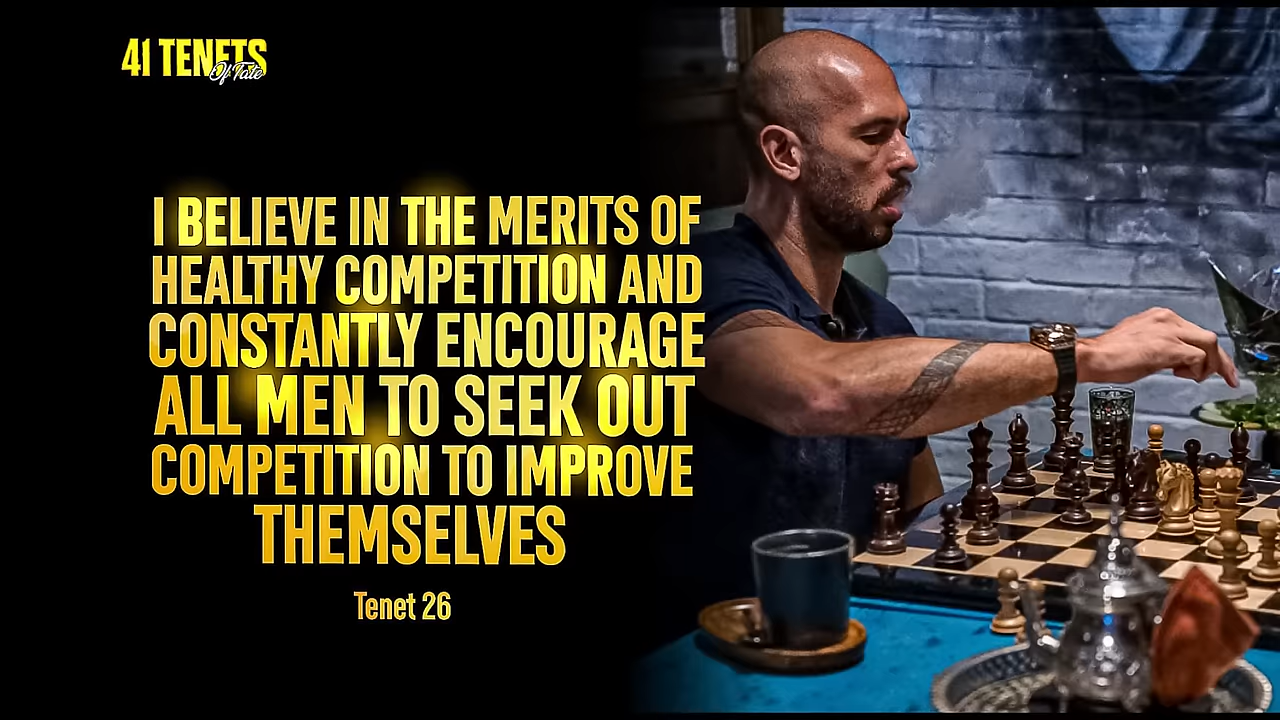 41 TENETS
Of Tate
I BELIEVE IN THE MERITS OF
HEALTHY COMPETITION AND
CONSTANTLY ENCOURAGE
ALL MEN TO SEEK OUT
COMPETITION TO IMPROVE
THEMSELVES
Tenet 26